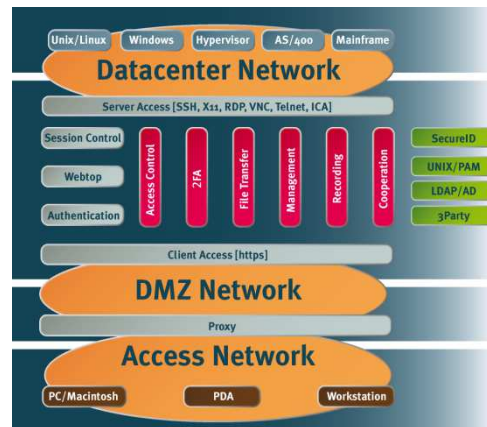 Unix/Linux
Windows
Hypervisor
AS/400
Mainframe
Datacenter Network
Server Access [SSH, X11, RDP, VNC, Telnet, ICA]
Session Control
Webtop
Authentication
Access Control
2FA
File Transfer
Management
Recording
Cooperation
SecureID
UNIX/PAM
LDAP/AD
3Party
Client Access [https]
DMZ Network
Proxy
Access Network
PC/Macintosh
PDA
Workstation